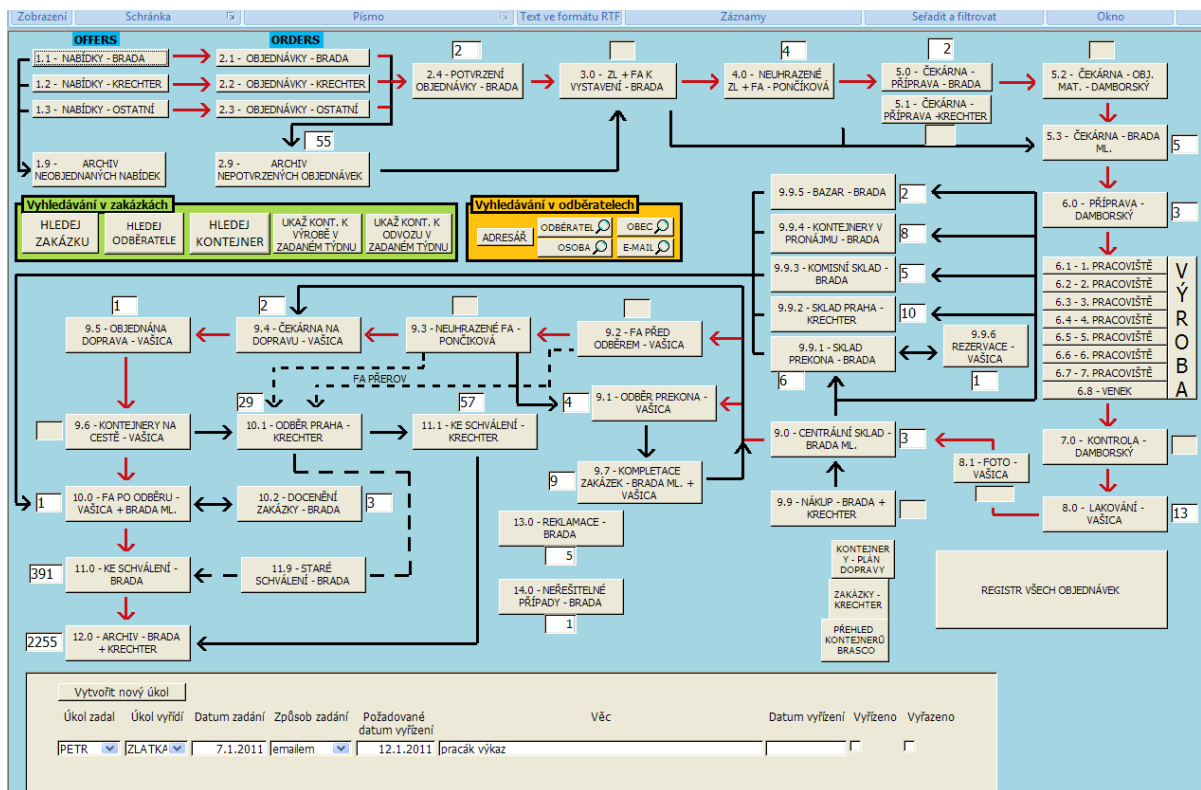 Zobrazení
Schránka
Písmo
Text ve formátu RTF
Záznamy
Seřadit a filtrovat
Okno
OFFERS
ORDERS
1.1 - NABÍDKY - BRADA
2.1 - OBJEDNÁVKY - BRADA
1.2 - NABÍDKY - KRECHTER
2.2 - OBJEDNÁVKY - KRECHTER
1.3 - NABÍDKY - OSTATNÍ
2.3 - OBJEDNÁVKY - OSTATNÍ
2
2.4 - POTVRZENÍ
OBJEDNÁVKY - BRADA
3.0 - ZL + FA K
VYSTAVENÍ - BRADA
4
4.0 - NEUHRAZENÉ
ZL + FA - PONČÍKOVÁ
2
5.0 - ČEKÁRNA -
PŘÍPRAVA - BRADA
5.1 - ČEKÁRNA -
PŘÍPRAVA -KRECHTER
5.2 - ČEKÁRNA - OBJ.
MAT. - DAMBORSKÝ
5.3 - ČEKÁRNA - BRADA
ML.
5
55
1.9 - ARCHIV
NEOBJEDNANÝCH NABÍDEK
2.9 - ARCHIV
NEPOTVRZENÝCH OBJEDNÁVEK
Vyhledávání v zakázkách
HLEDEJ
ZAKÁZKU
HLEDEJ
ODBĚRATELE
HLEDEJ
KONTEJNER
UKAŽ KONT. K
VÝROBĚ V
ZADANÉM TÝDNU
UKAŽ KONT. K
ODVOZU V
ZADANÉM TÝDNU
Vyhledávání v odběratelech
ADRESÁŘ
ODBĚRATEL
OBEC
OSOBA
E-MAIL
9.9.5 - BAZAR - BRADA
2
9.9.4 - KONTEJNERY V
PRONÁJMU - BRADA
8
9.9.3 - KOMISNÍ SKLAD -
BRADA
5
9.9.2 - SKLAD PRAHA -
KRECHTER
10
9.9.1 - SKLAD
PREKONA - BRADA
6
9.9.6
REZERVACE -
VAŠICA
1
6.0 - PŘÍPRAVA -
DAMBORSKÝ
3
6.1 - 1. PRACOVIŠTĚ
6.2 - 2. PRACOVIŠTĚ
6.3 - 3. PRACOVIŠTĚ
6.4 - 4. PRACOVIŠTĚ
6.5 - 5. PRACOVIŠTĚ
6.6 - 6. PRACOVIŠTĚ
6.7 - 7. PRACOVIŠTĚ
6.8 - VENEK
V
Ý
R
O
B
A
1
9.5 - OBJEDNÁNA
DOPRAVA - VAŠICA
2
9.4 - ČEKÁRNA NA
DOPRAVU - VAŠICA
9.3 - NEUHRAZENÉ FA -
PONČÍKOVÁ
9.2 - FA PŘED
ODBĚREM - VAŠICA
FA PŘEROV
9.6 - KONTEJNERY NA
CESTĚ - VAŠICA
29
10.1 - ODBĚR PRAHA -
KRECHTER
57
11.1 - KE SCHVÁLENÍ -
KRECHTER
4
9.1 - ODBĚR PREKONA -
VAŠICA
9.0 - CENTRÁLNÍ SKLAD -
BRADA ML.
3
7.0 - KONTROLA -
DAMBORSKÝ
8.1 - FOTO -
VAŠICA
9
9.7 - KOMPLETACE
ZAKÁZEK - BRADA ML. +
VAŠICA
9.9 - NÁKUP - BRADA +
KRECHTER
8.0 - LAKOVÁNÍ -
VAŠICA
13
1
10.0 - FA PO ODBĚRU -
VAŠICA + BRADA ML.
10.2 - DOCENĚNÍ
ZAKÁZKY - BRADA
3
13.0 - REKLAMACE -
BRADA
5
391
11.0 - KE SCHVÁLENÍ -
BRADA
11.9 - STARÉ
SCHVÁLENÍ - BRADA
14.0 - NEŘEŠITELNÉ
PŘÍPADY - BRADA
1
KONTEJNER
Y - PLÁN
DOPRAVY
ZAKÁZKY -
KRECHTER
PŘEHLED
KONTEJNERŮ
BRASCO
REGISTR VŠECH OBJEDNÁVEK
2255
12.0 - ARCHIV - BRADA
+ KRECHTER
Vytvořit nový úkol
Úkol zadal
Úkol vyřídí
Datum zadání
Způsob zadání
Požadované
datum vyřízení
Věc
Datum vyřízení
Vyřízeno
Vyřazeno
PETR
ZLATKA
7.1.2011
emailem
12.1.2011
pracák výkaz